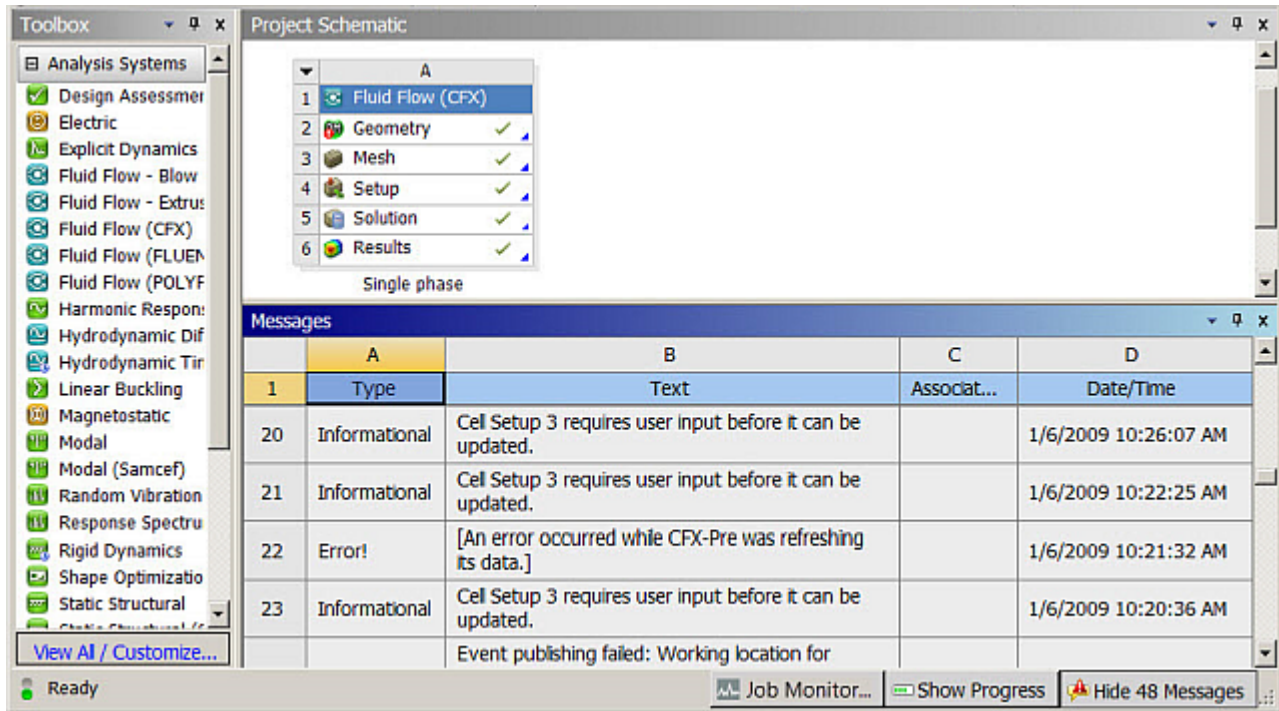 Toolbox
Analysis Systems
Design Assessmer
Electric
Explicit Dynamics
Fluid Flow - Blow
Fluid Flow - Extrus
Fluid Flow (CFX)
Fluid Flow (FLUEN
Fluid Flow (POLYF
Harmonic Respons
Hydrodynamic Dif
Hydrodynamic Tim
Linear Buckling
Magnetostatic
Modal
Modal (Samcef)
Random Vibration
Response Spectru
Rigid Dynamics
Shape Optimizatio
Static Structural
View All / Customize...
Project Schematic
A
1 Fluid Flow (CFX)
2 Geometry
3 Mesh
4 Setup
5 Solution
6 Results
Single phase
Messages
A B C D
1 Type Text Associat... Date/Time
20 Informational Cell Setup 3 requires user input before it can be updated. 1/6/2009 10:26:07 AM
21 Informational Cell Setup 3 requires user input before it can be updated. 1/6/2009 10:22:25 AM
22 Error! [An error occurred while CFX-Pre was refreshing its data.] 1/6/2009 10:21:32 AM
23 Informational Cell Setup 3 requires user input before it can be updated. 1/6/2009 10:20:36 AM
Event publishing failed: Working location for
Ready
Job Monitor... Show Progress Hide 48 Messages